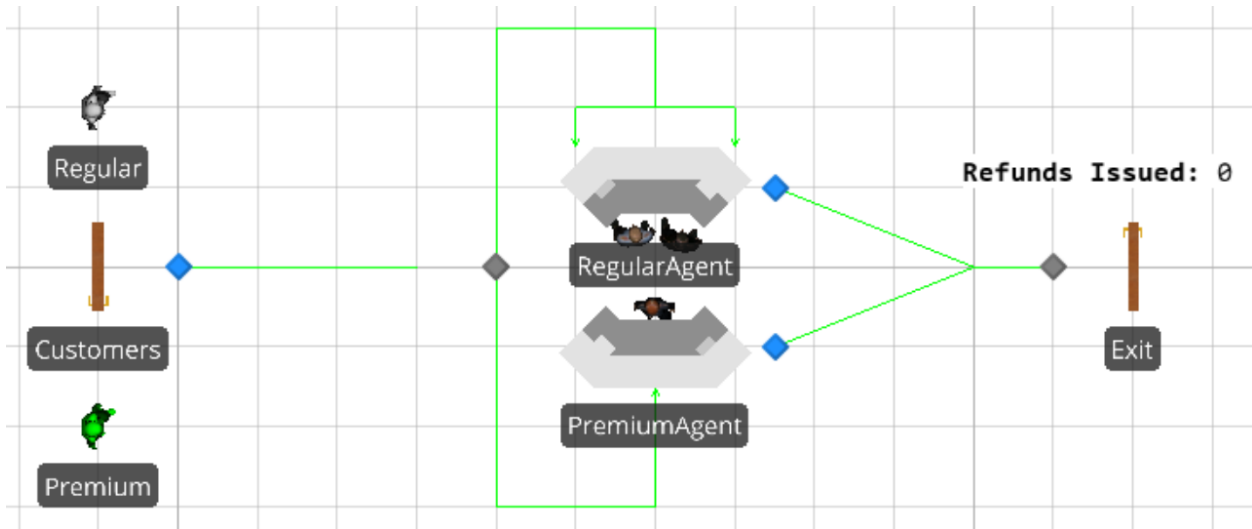 Regular
Refunds Issued: 0
RegularAgent
Customers
Exit
PremiumAgent
Premium